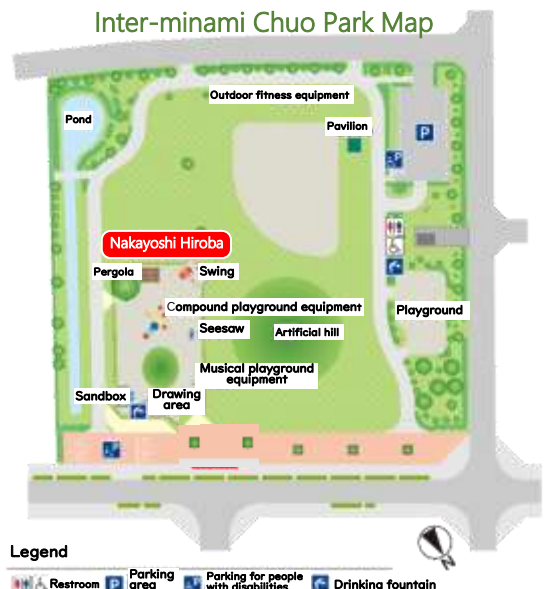 Inter-minami Chuo Park Map
Outdoor fitness equipment
Pond
Pavilion
P
P
Nakayoshi Hiroba
Pergola
Swing
Compound playground equipment
Playground
Seesaw
Artificial hill
Musical playground
equipment
Sandbox
Drawing
area
N
Legend
Restroom
P
Parking
area
Parking for people
with disabilities
Drinking fountain